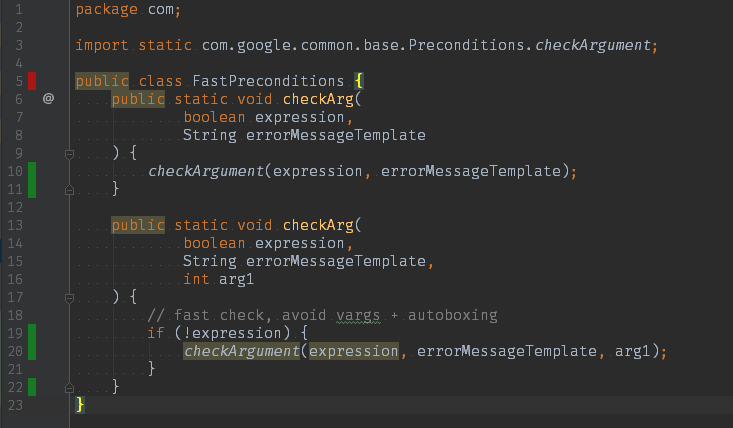 1 package com;
2
3 import static com.google.common.base.Preconditions.checkArgument;
4
5 public class FastPreconditions {
6 @ public static void checkArg(
7 boolean expression,
8 String errorMessageTemplate
9 ) {
10 checkArgument(expression, errorMessageTemplate);
11 }
12
13 public static void checkArg(
14 boolean expression,
15 String errorMessageTemplate,
16 int arg1
17 ) {
18 // fast check, avoid vargs + autoboxing
19 if (!expression) {
20 checkArgument(expression, errorMessageTemplate, arg1);
21 }
22 }
23 }